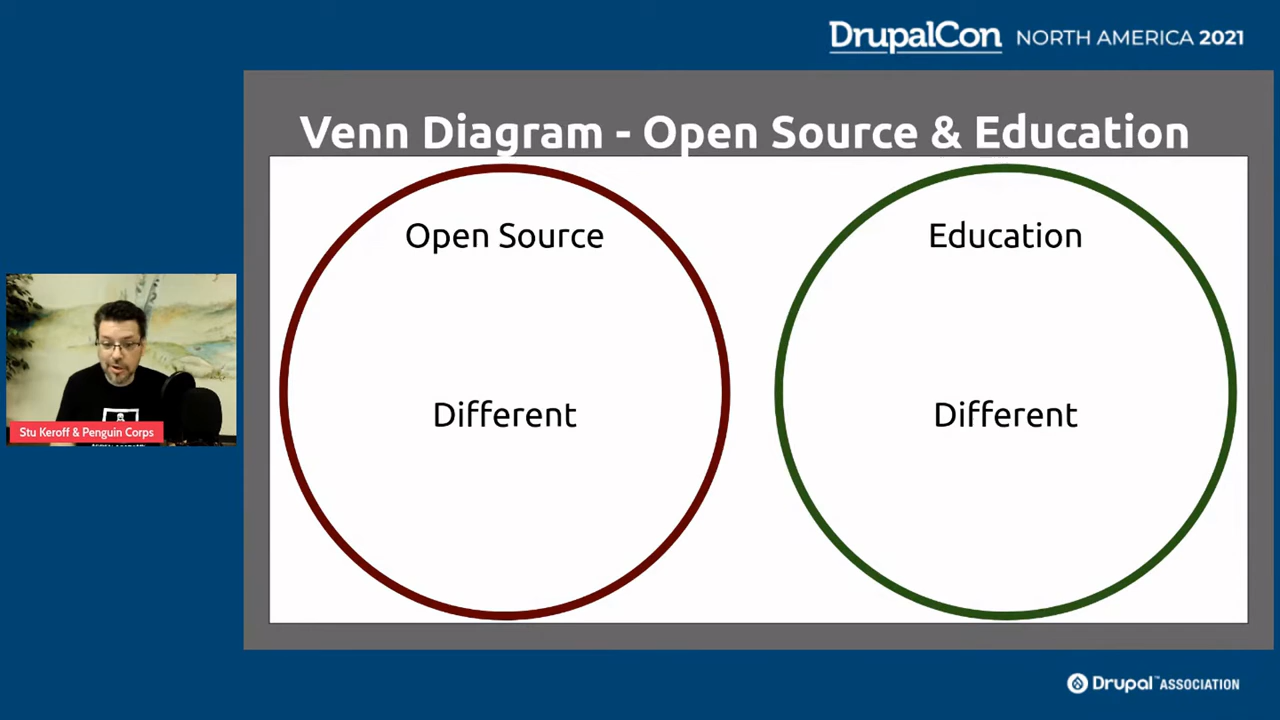 DrupalCon NORTH AMERICA 2021
Venn Diagram - Open Source & Education
Open Source
Education
Different
Different
Stu Keroff & Penguin Corps
Drupal™ ASSOCIATION